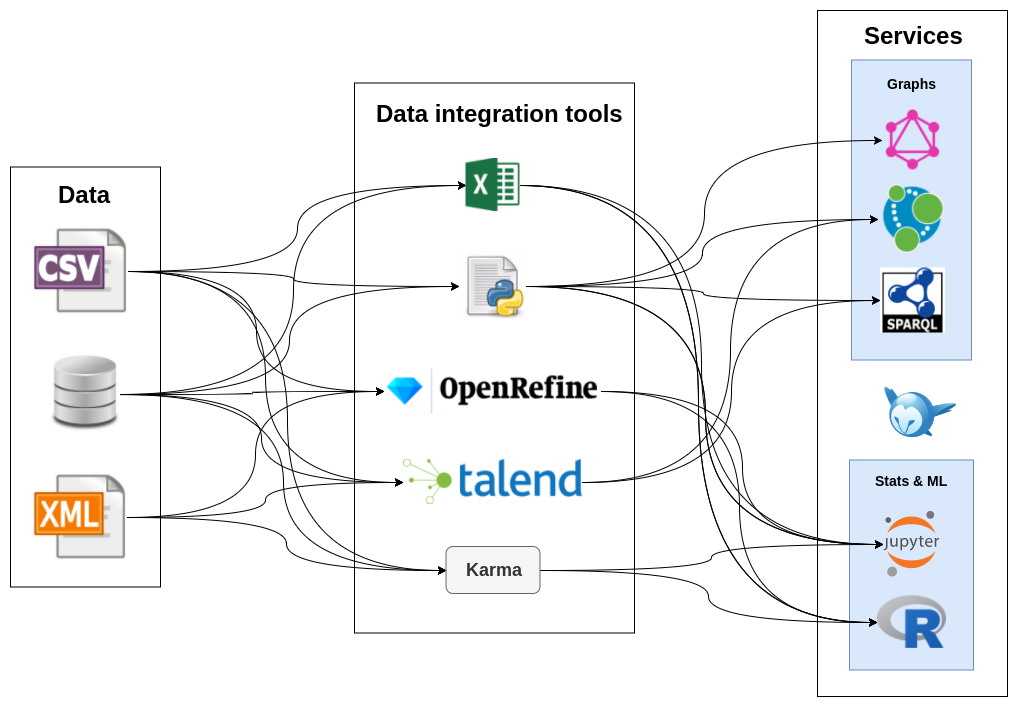 Data
CSV
XML
Data integration tools
X
OpenRefine
talend
Karma
Services
Graphs
SPARQL
Stats & ML
jupyter
R